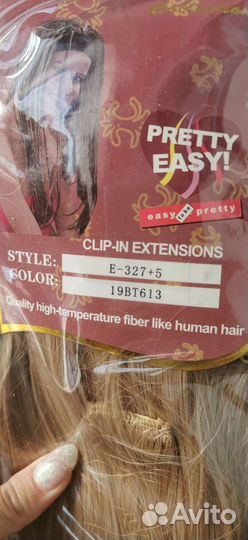 PRETTY
EASY!
easy pretty
CLIP-IN EXTENSIONS
STYLE: E-327+5
COLOR: 19BT613
Quality high-temperature fiber like human hair
Avito